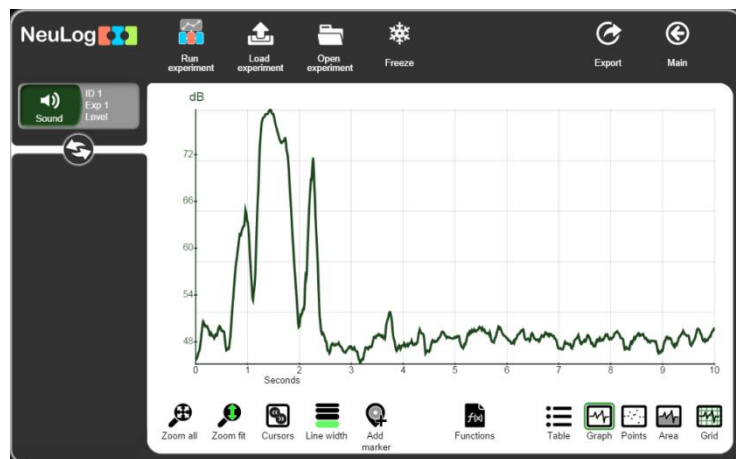 NeuLog
Run
experiment
Load
experiment
Open
experiment
Freeze
Export
Main
Sound
ID 1
Exp 1
Level
dB
72
66
60
54
48
0 1 2 3 4 5 6 7 8 9 10
Seconds
Zoom all
Zoom fit
Cursors
Line width
Add
marker
f(x)
Functions
Table
Graph
Points
Area
Grid